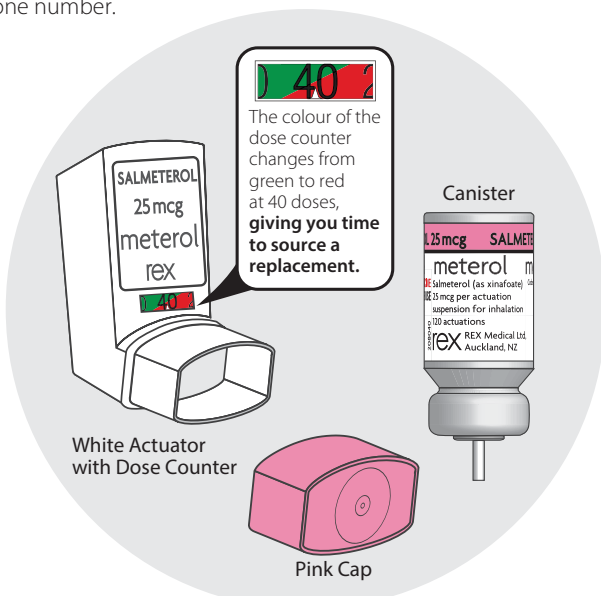 one number.
) 40 2
The colour of the
dose counter
changes from
green to red
at 40 doses,
giving you time
to source a
replacement.
SALMETEROL
25 mcg
meterol
rex
40
White Actuator
with Dose Counter
Canister
25 mcg SALMETE
meterol m
Salmeterol (as xinafoate)
25 mcg per actuation
suspension for inhalation
120 actuations
rex REX Medical Ltd,
Auckland, NZ
Pink Cap